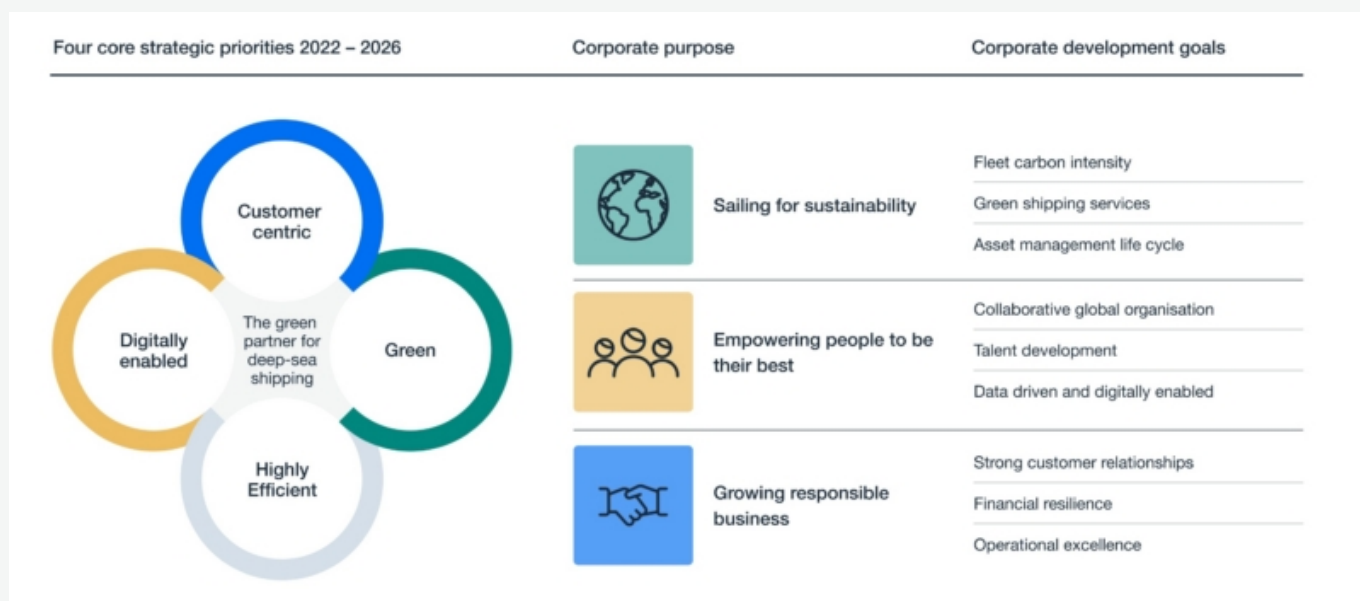 Four core strategic priorities 2022 – 2026
Corporate purpose
Corporate development goals
Customer
centric
Digitally
enabled
The green
partner for
deep-sea
shipping
Green
Highly
Efficient
Sailing for sustainability
Fleet carbon intensity
Green shipping services
Asset management life cycle
Empowering people to be
their best
Collaborative global organisation
Talent development
Data driven and digitally enabled
Growing responsible
business
Strong customer relationships
Financial resilience
Operational excellence